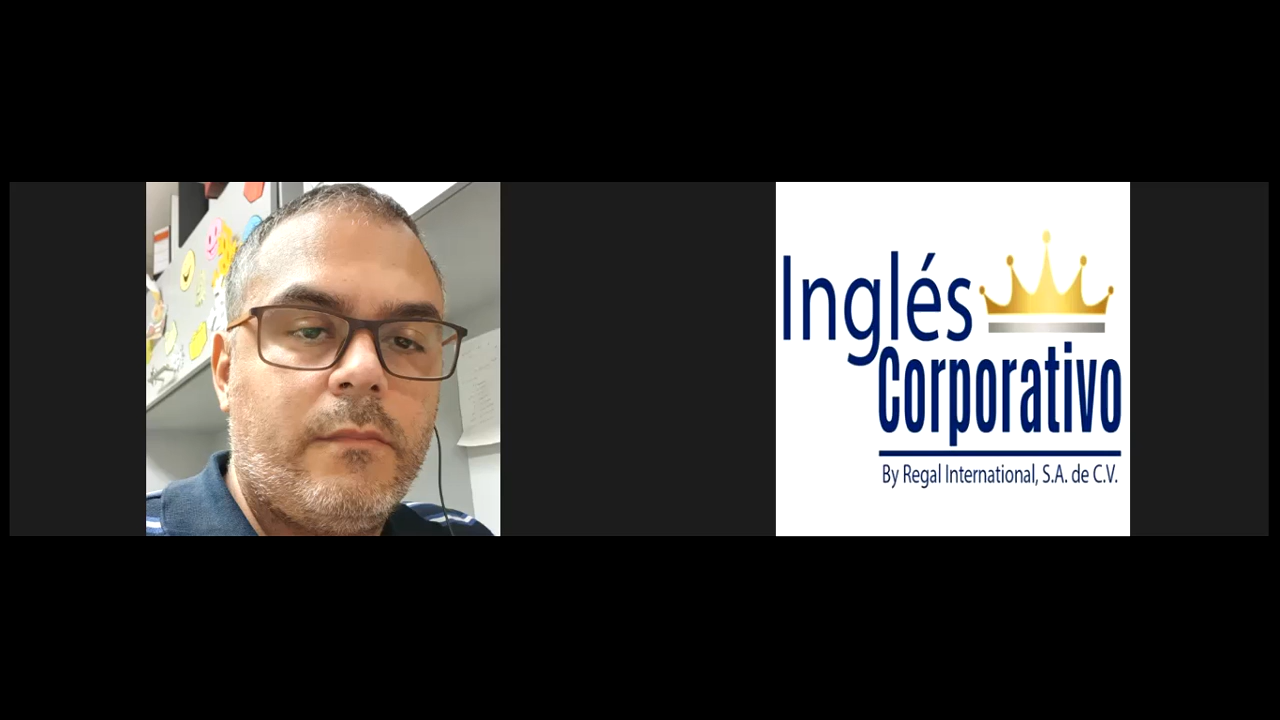 Inglés
Corporativo
By Regal International, S.A. de C.V.